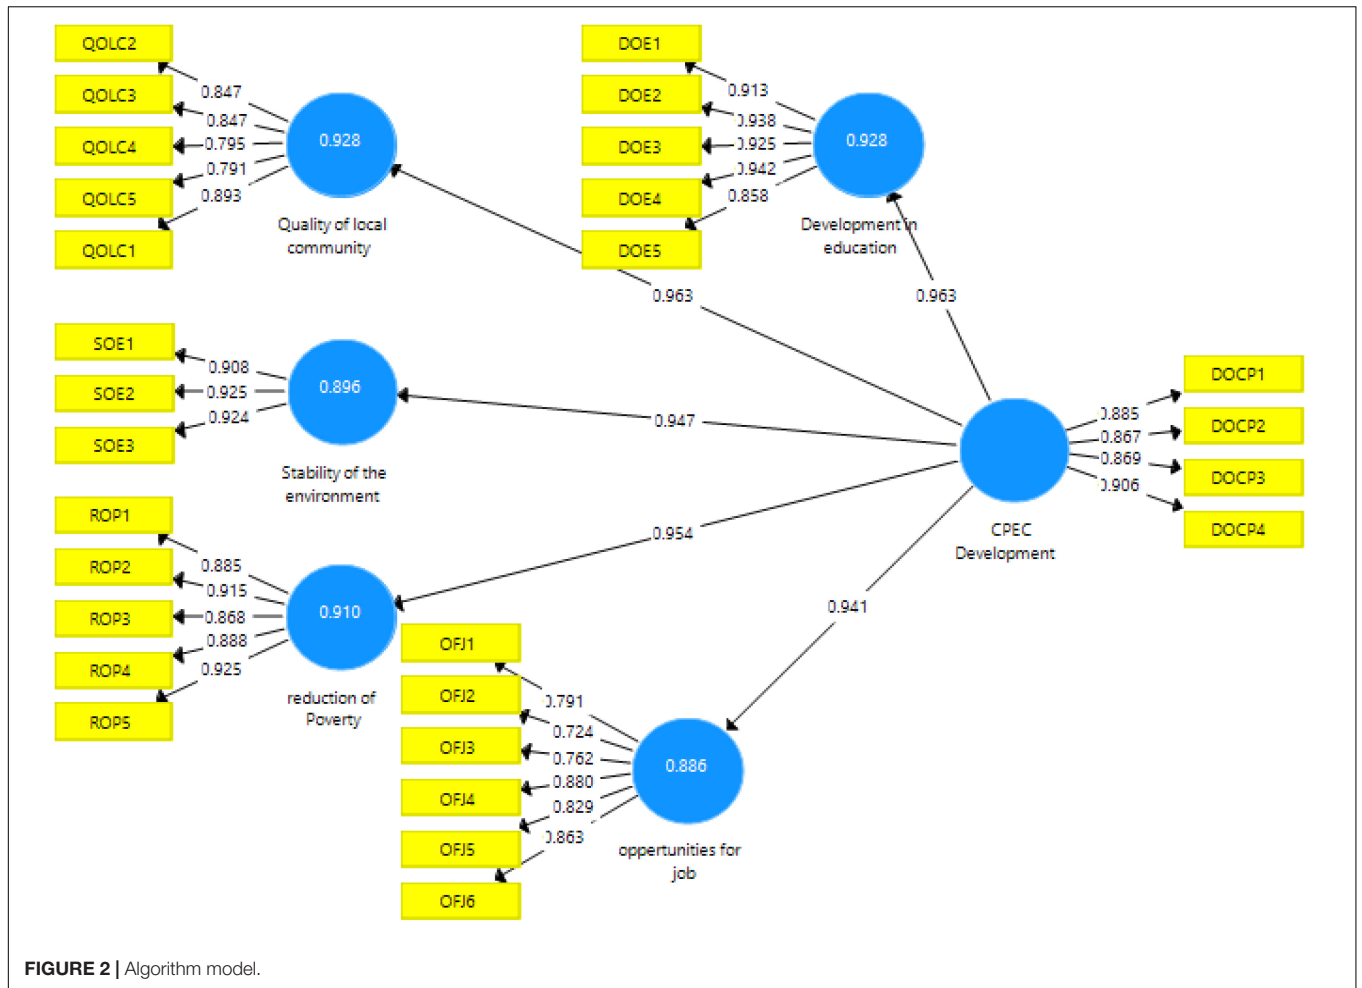 QOLC2
QOLC3
QOLC4
QOLC5
QOLC1
0.847
0.847
0.795
0.791
0.893
0.928
Quality of local
community
DOE1
DOE2
DOE3
DOE4
DOE5
0.913
0.938
0.925
0.942
0.858
0.928
Development in
education
0.963
0.963
SOE1
SOE2
SOE3
0.908
0.925
0.924
0.896
Stability of the
environment
0.947
CPEC
Development
0.885
0.867
0.869
0.906
DOCP1
DOCP2
DOCP3
DOCP4
ROP1
ROP2
ROP3
ROP4
ROP5
0.885
0.915
0.868
0.888
0.925
0.910
reduction of
Poverty
0.954
0.941
OFJ1
OFJ2
OFJ3
OFJ4
OFJ5
OFJ6
0.791
0.724
0.762
0.880
0.829
0.863
0.886
oppertunities for
job
FIGURE 2 | Algorithm model.